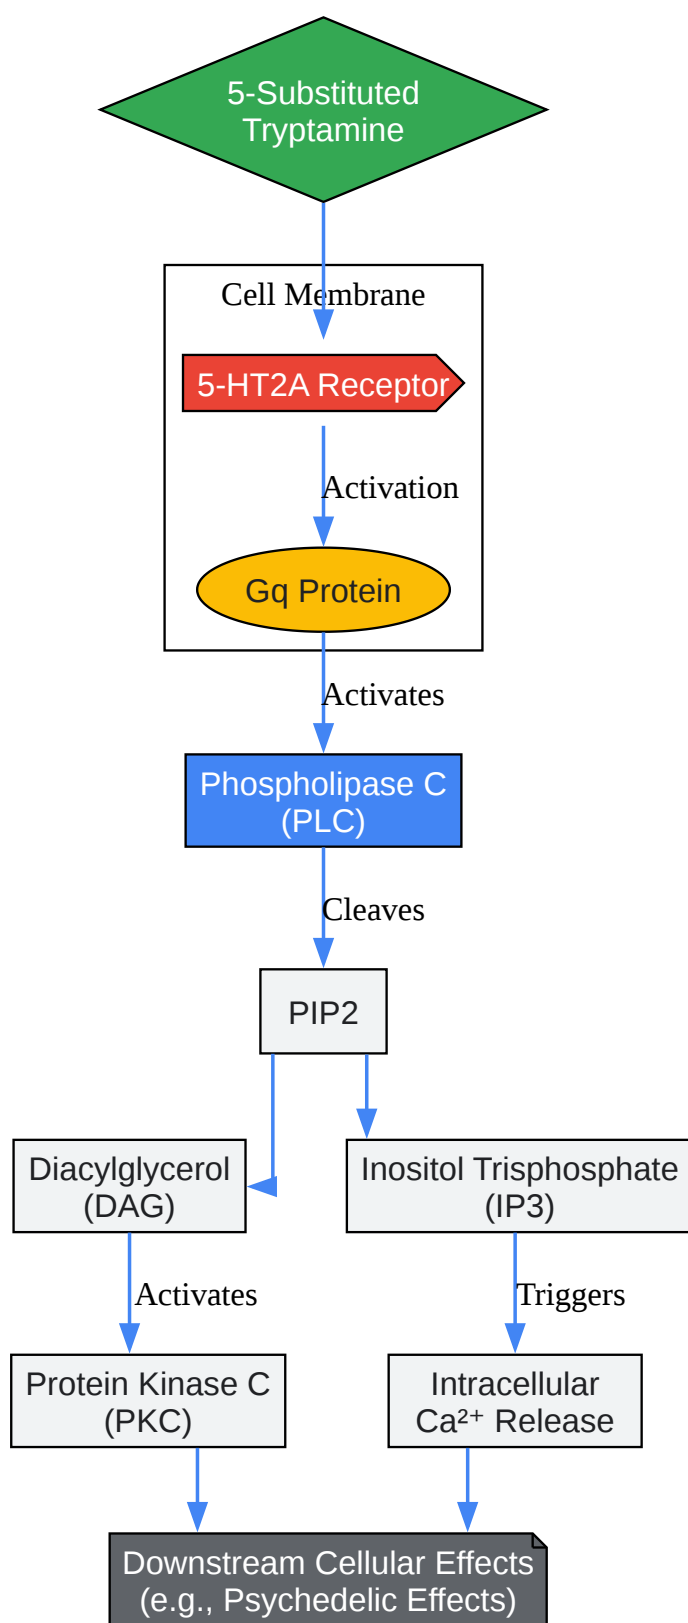 5-Substituted
Tryptamine
Cell Membrane
5-HT2A Receptor
Activation
Gq Protein
Activates
Phospholipase C
(PLC)
Cleaves
PIP2
Diacylglycerol
(DAG)
Inositol Trisphosphate
(IP3)
Activates
Triggers
Protein Kinase C
(PKC)
Intracellular
Ca²⁺ Release
Downstream Cellular Effects
(e.g., Psychedelic Effects)